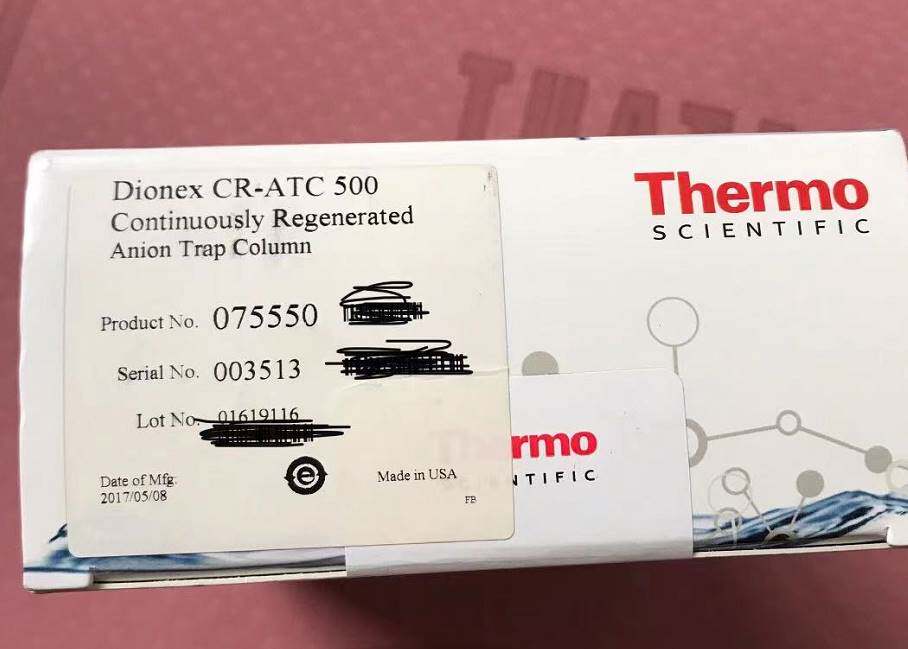 Dionex CR-ATC 500
Continuously Regenerated
Anion Trap Column
Product No. 075550
Serial No. 003513
Lot No. 01619116
Date of Mfg.
2017/05/08
e
Made in USA
FB
Thermo
SCIENTIFIC
Thermo
NTIFIC